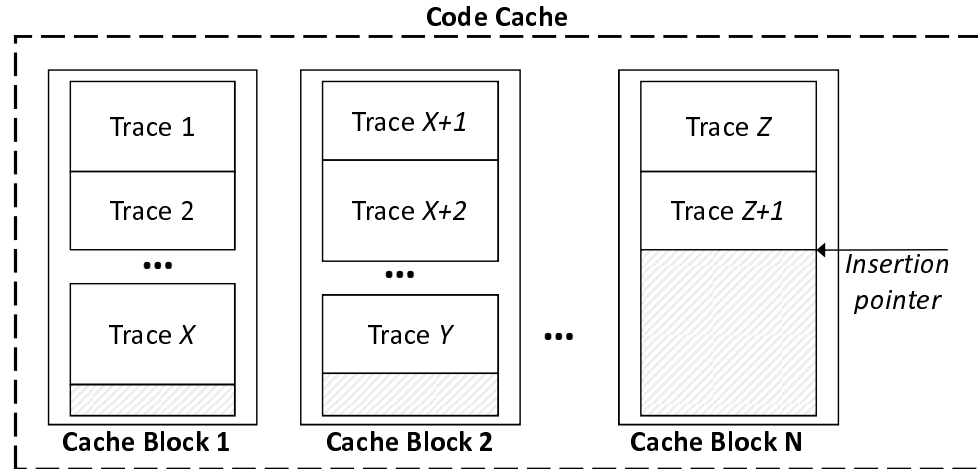 Code Cache
Trace 1
Trace 2
...
Trace X
Cache Block 1
Trace X+1
Trace X+2
...
Trace Y
Cache Block 2
...
Trace Z
Trace Z+1
Cache Block N
Insertion
pointer